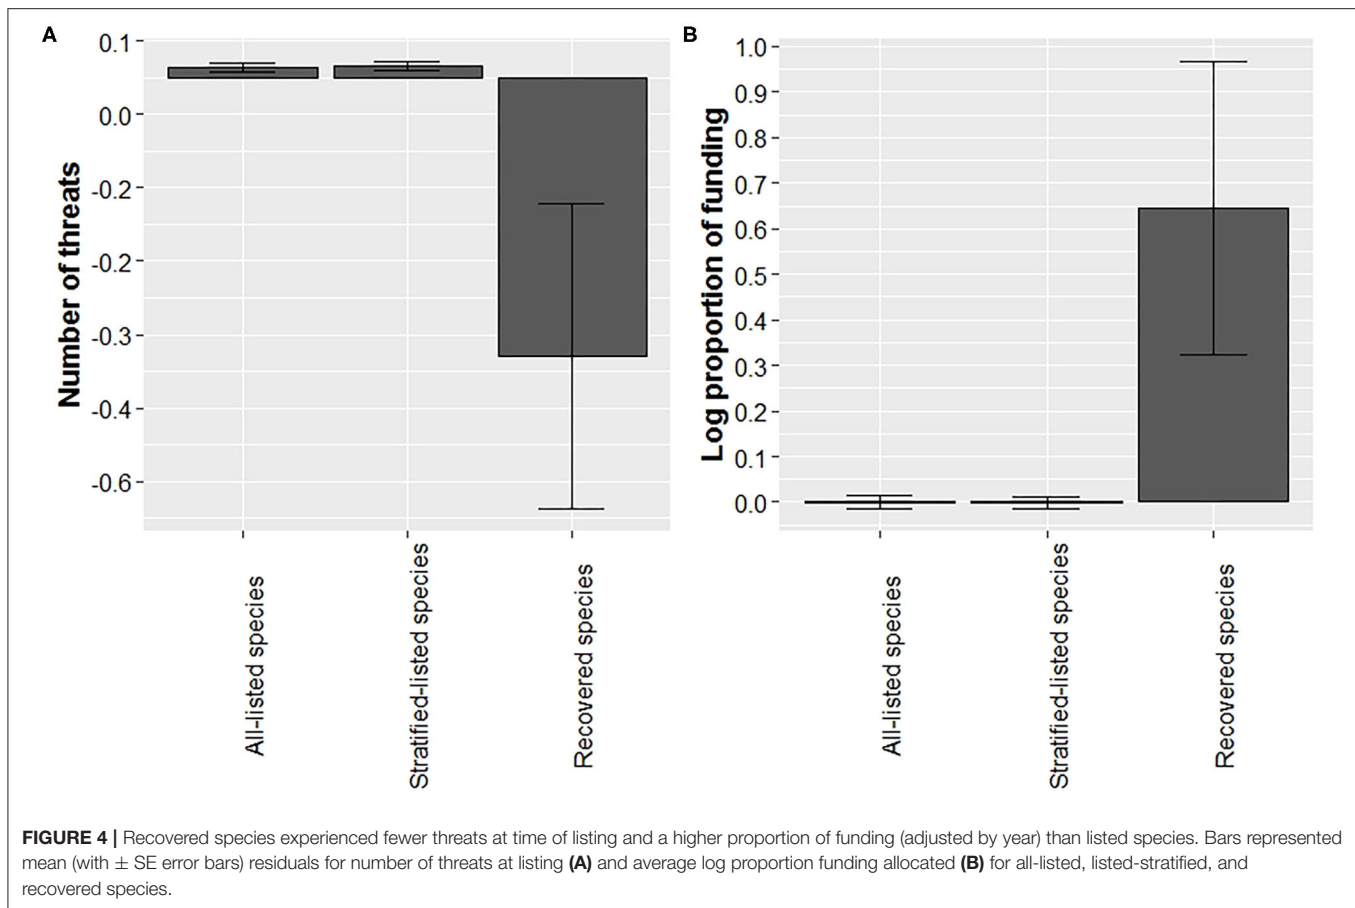 A
Number of threats
0.1
0.0
-0.2
-0.2
-0.3
-0.4
-0.6
All-listed species
Stratified-listed species
Recovered species
B
Log proportion of funding
1.0
0.9
0.8
0.7
0.6
0.5
0.4
0.3
0.2
0.1
0.0
All-listed species
Stratified-listed species
Recovered species
FIGURE 4 | Recovered species experienced fewer threats at time of listing and a higher proportion of funding (adjusted by year) than listed species. Bars represented
mean (with ± SE error bars) residuals for number of threats at listing (A) and average log proportion funding allocated (B) for all-listed, listed-stratified, and
recovered species.